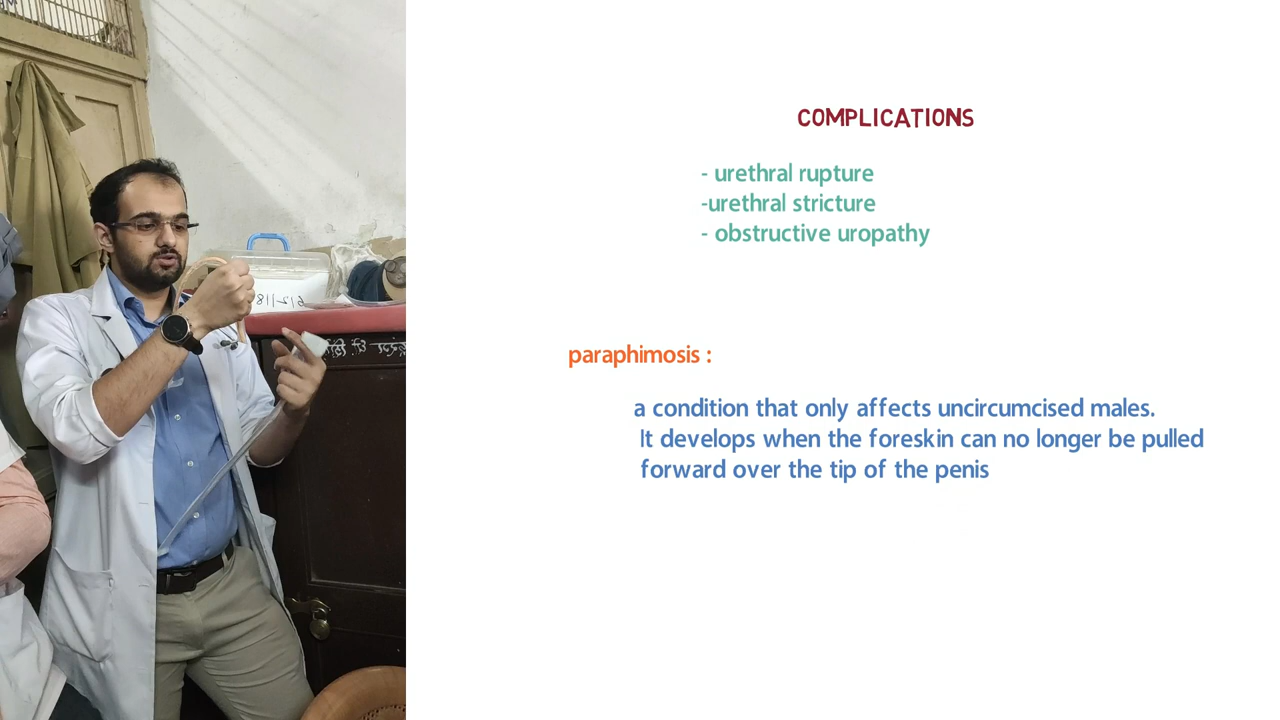 COMPLICATIONS
- urethral rupture
-urethral stricture
- obstructive uropathy
paraphimosis :
a condition that only affects uncircumcised males.
It develops when the foreskin can no longer be pulled
forward over the tip of the penis